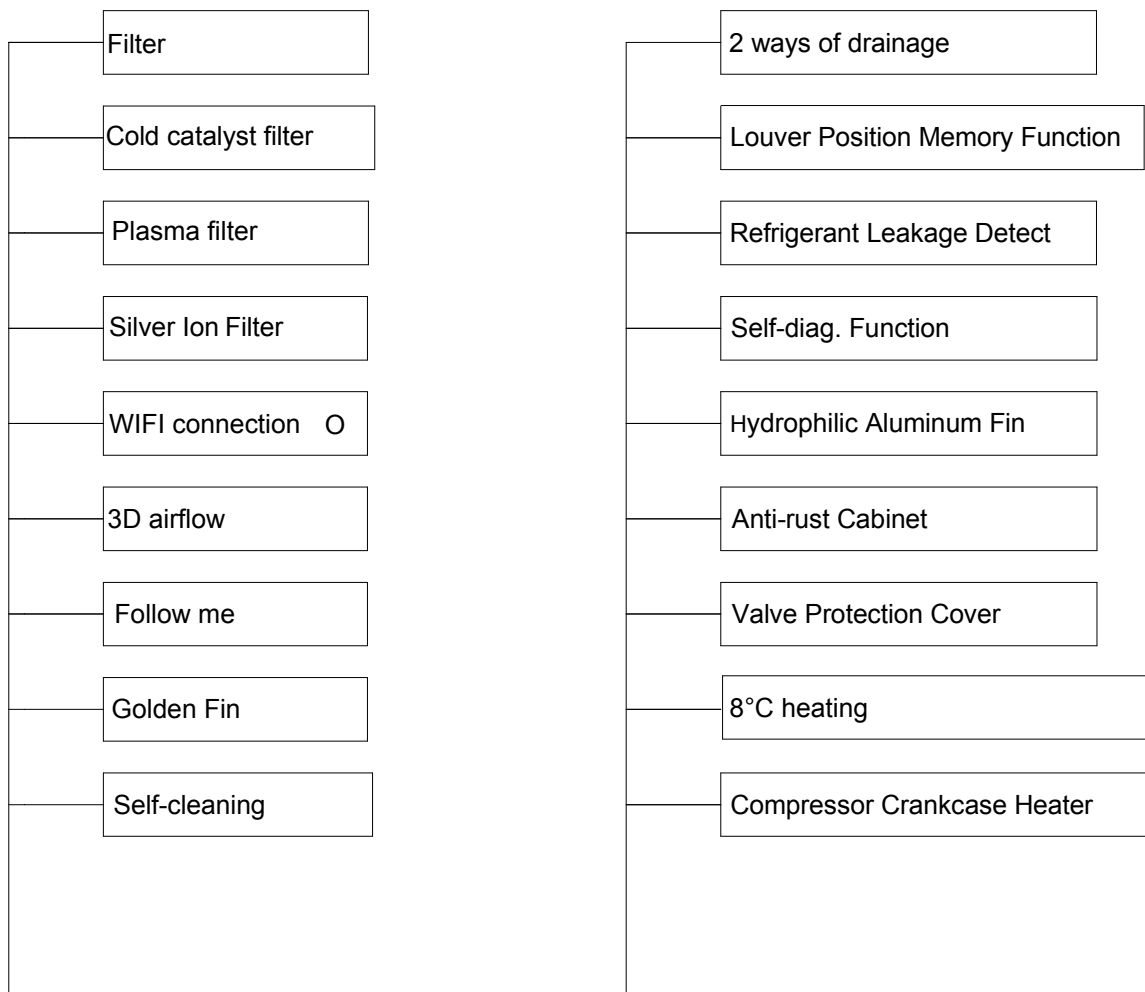 Filter
Cold catalyst filter
Plasma filter
Silver Ion Filter
WIFI connection O
3D airflow
Follow me
Golden Fin
Self-cleaning
2 ways of drainage
Louver Position Memory Function
Refrigerant Leakage Detect
Self-diag. Function
Hydrophilic Aluminum Fin
Anti-rust Cabinet
Valve Protection Cover
8°C heating
Compressor Crankcase Heater